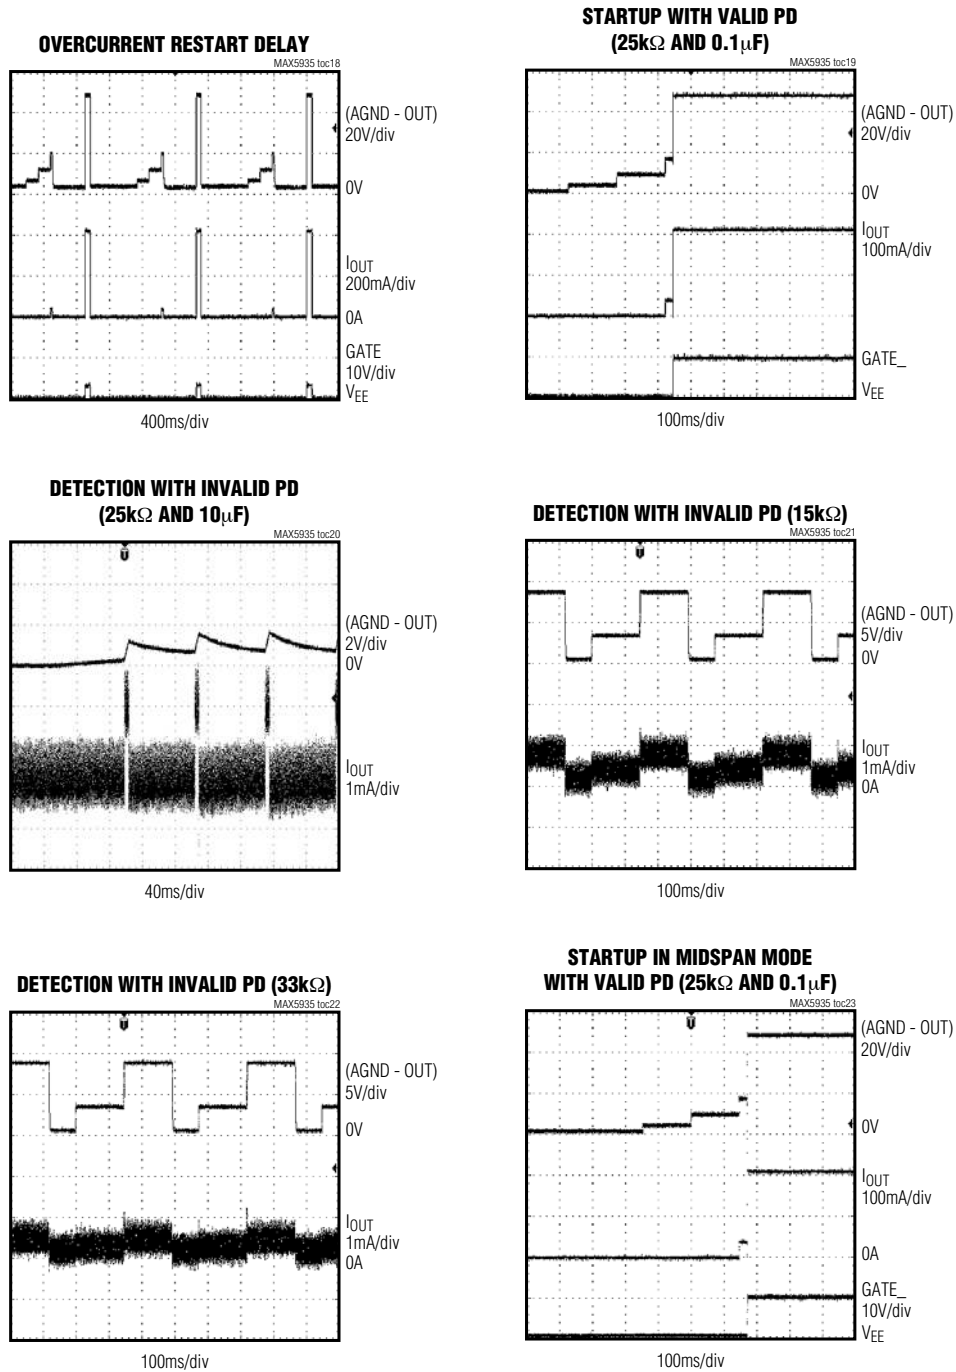 OVERCURRENT RESTART DELAY
MAX5935 toc18
(AGND - OUT)
20V/div
0V
IOUT
200mA/div
0A
GATE
10V/div
VEE
400ms/div
STARTUP WITH VALID PD
(25kΩ AND 0.1μF)
MAX5935 toc19
(AGND - OUT)
20V/div
0V
IOUT
100mA/div
GATE_
VEE
100ms/div
DETECTION WITH INVALID PD
(25kΩ AND 10μF)
MAX5935 toc20
(AGND - OUT)
2V/div
0V
IOUT
1mA/div
40ms/div
DETECTION WITH INVALID PD (15kΩ)
MAX5935 toc21
(AGND - OUT)
5V/div
0V
IOUT
1mA/div
0A
100ms/div
DETECTION WITH INVALID PD (33kΩ)
MAX5935 toc22
(AGND - OUT)
5V/div
0V
IOUT
1mA/div
0A
100ms/div
STARTUP IN MIDSPAN MODE
WITH VALID PD (25kΩ AND 0.1μF)
MAX5935 toc23
(AGND - OUT)
20V/div
0V
IOUT
100mA/div
0A
GATE_
10V/div
VEE
100ms/div